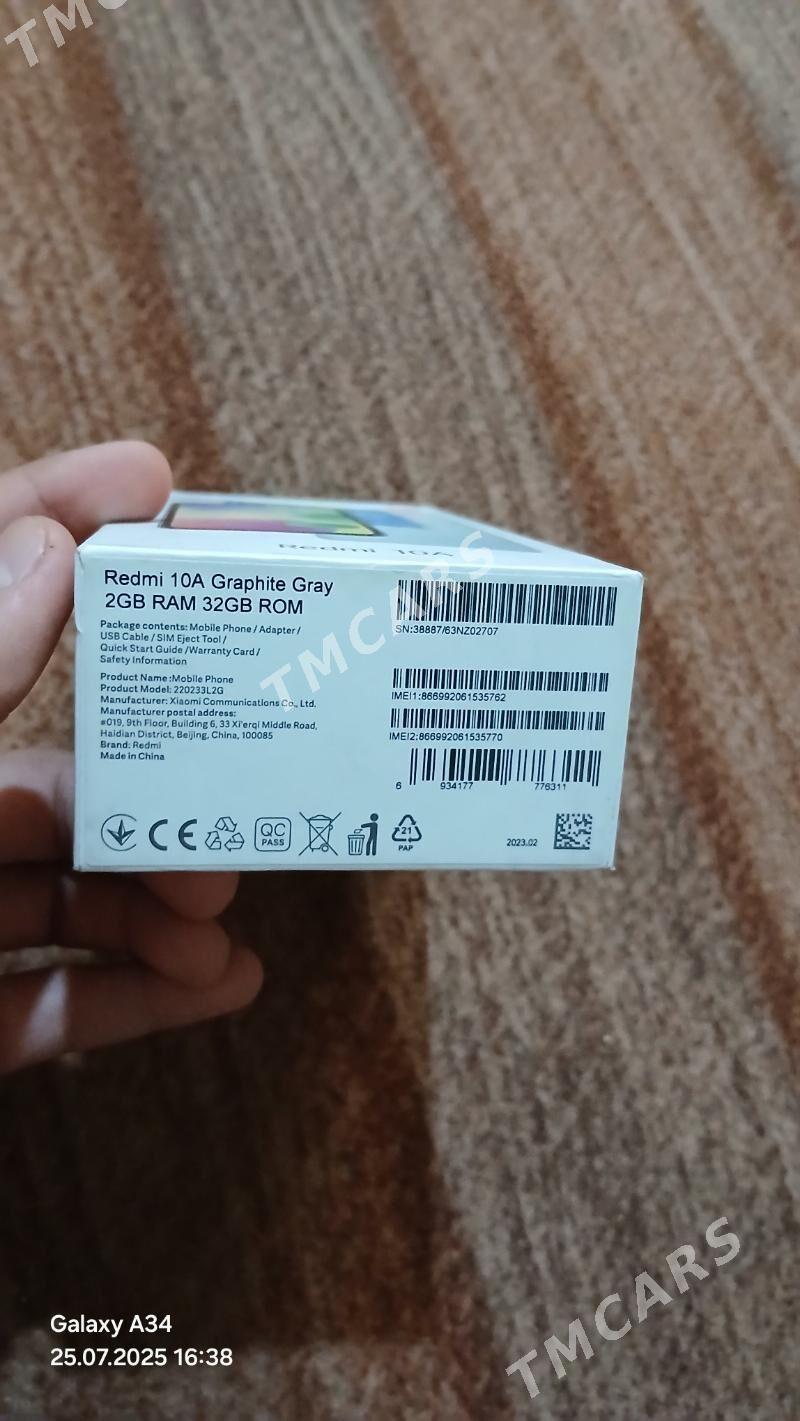 TMCARS
Redmi 10A
Redmi 10A Graphite Gray
2GB RAM 32GB ROM
Package contents: Mobile Phone / Adapter /
USB Cable / SIM Eject Tool /
Quick Start Guide /Warranty Card /
Safety Information
Product Name:Mobile Phone
Product Model: 220233L2G
Manufacturer: Xiaomi Communications Co., Ltd.
Manufacturer postal address:
#019, 9th Floor, Building 6, 33 Xi'erqi Middle Road,
Haidian District, Beijing, China, 100085
Brand: Redmi
Made in China
SN:38887/63NZ02707
IMEI1:866992061535762
IMEI2:866992061535770
6 934177 776311
CE
QC
PASS
21
PAP
2023.02
TMCARS
Galaxy A34
25.07.2025 16:38
TMCARS